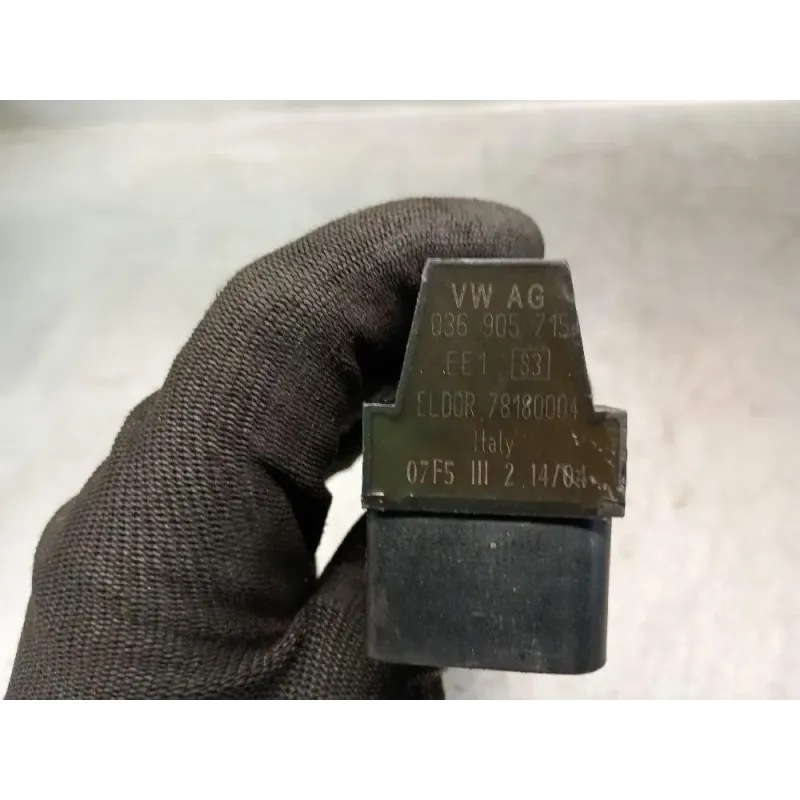 VW AG
036 905 715
EE1 S3
ELDOR 78180004
Italy
07F5 III 2 14/04